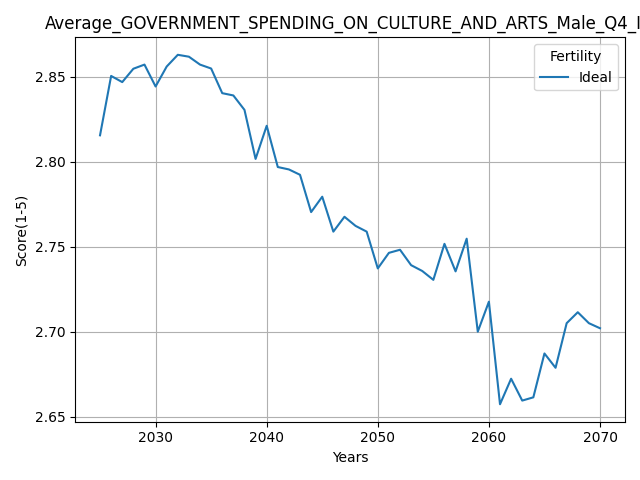 Average_GOVERNMENT_SPENDING_ON_CULTURE_AND_ARTS_Male_Q4_I
Fertility
Ideal
2.85
2.80
2.75
2.70
2.65
Score(1-5)
2030 2040 2050 2060 2070
Years